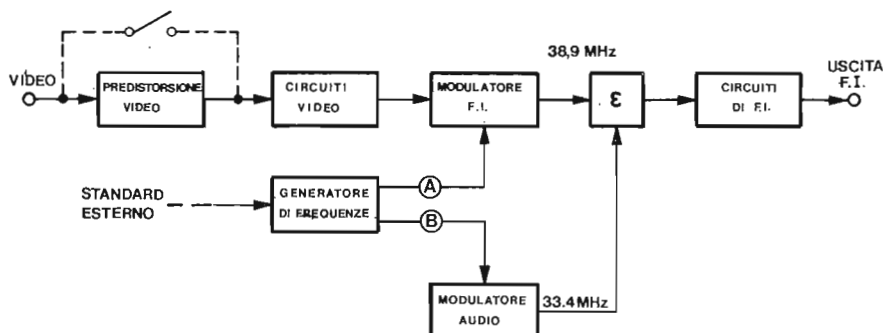 38,9 MHz
VIDEO
PREDISTORSIONE
VIDEO
CIRCUITI
VIDEO
MODULATORE
F.I.
ε
CIRCUITI
DI F.I.
USCITA
F.I.
STANDARD
ESTERNO
GENERATORE
DI FREQUENZE
A
B
MODULATORE
AUDIO
33.4MHz